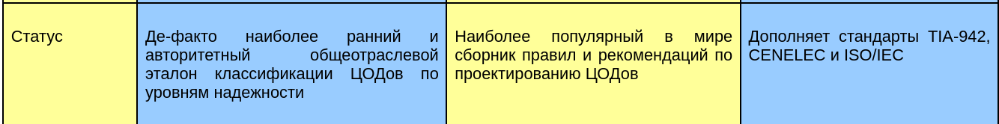 Статус
Де-факто наиболее ранний и
авторитетный общеотраслевой
эталон классификации ЦОДов по
уровням надежности
Наиболее популярный в мире
сборник правил и рекомендаций по
проектированию ЦОДов
Дополняет стандарты TIA-942,
CENELEC и ISO/IEC